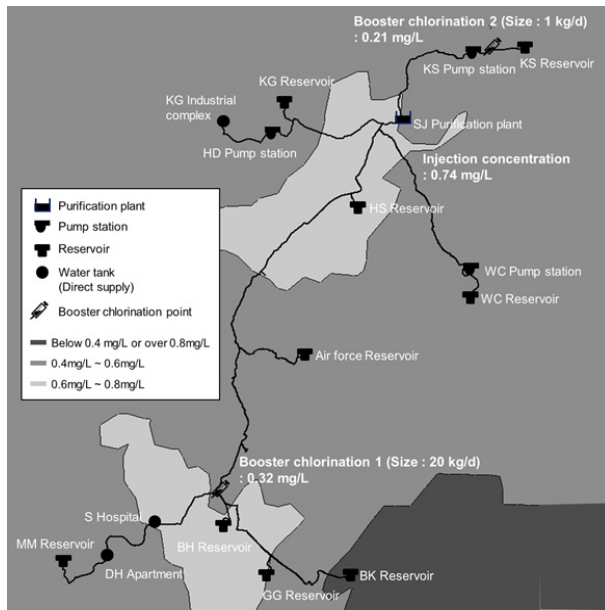 Booster chlorination 2 (Size : 1 kg/d)
: 0.21 mg/L
KS Pump station
KS Reservoir
KG Reservoir
KG Industrial
complex
HD Pump station
SJ Purification plant
Injection concentration
: 0.74 mg/L
HS Reservoir
Purification plant
Pump station
Reservoir
Water tank
(Direct supply)
Booster chlorination point
Below 0.4 mg/L or over 0.8mg/L
0.4mg/L ~ 0.6mg/L
0.6mg/L ~ 0.8mg/L
WC Pump station
WC Reservoir
Air force Reservoir
Booster chlorination 1 (Size : 20 kg/d)
: 0.32 mg/L
S Hospital
BH Reservoir
MM Reservoir
DH Apartment
GG Reservoir
BK Reservoir